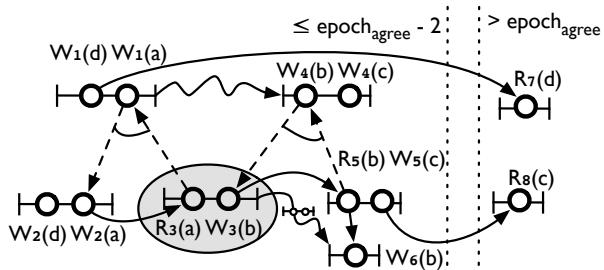 ≤ epoch_agree - 2
> epoch_agree
W₁(d) W₁(a)
W₄(b) W₄(c)
R₇(d)
R₅(b) W₅(c)
R₈(c)
W₂(d) W₂(a)
R₃(a) W₃(b)
W₆(b)